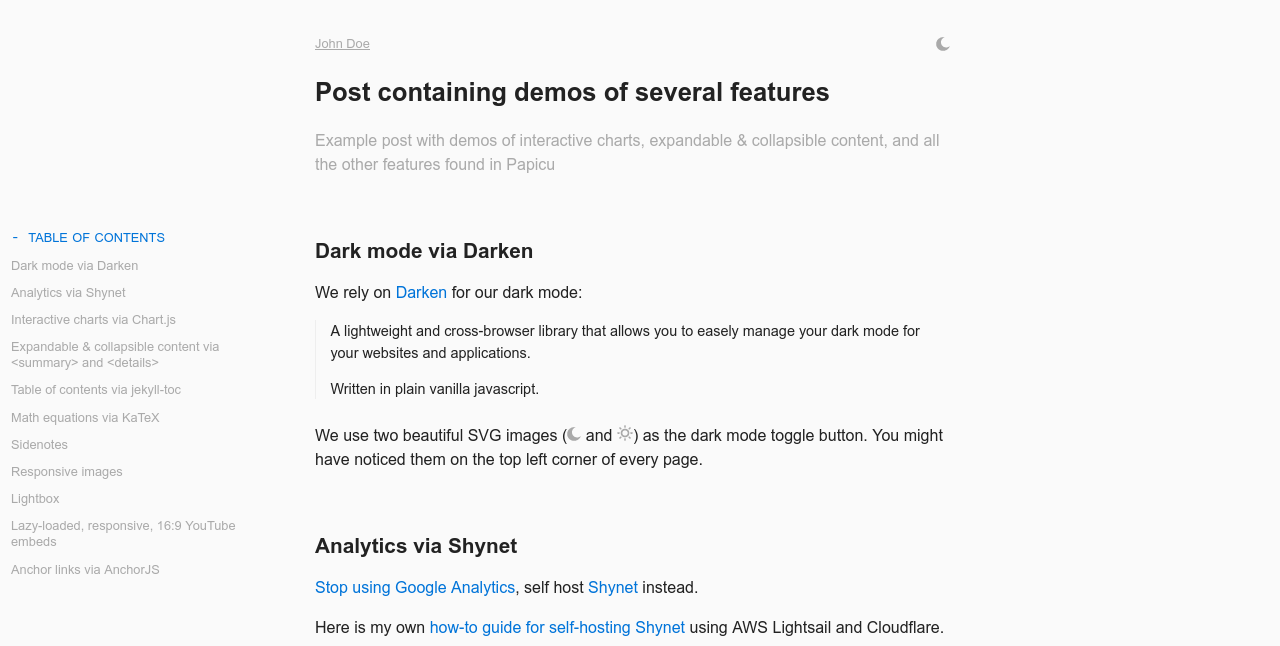 John Doe
Post containing demos of several features
Example post with demos of interactive charts, expandable & collapsible content, and all
the other features found in Papicu
- TABLE OF CONTENTS
Dark mode via Darken
Analytics via Shynet
Interactive charts via Chart.js
Expandable & collapsible content via
<summary> and <details>
Table of contents via jekyll-toc
Math equations via KaTeX
Sidenotes
Responsive images
Lightbox
Lazy-loaded, responsive, 16:9 YouTube
embeds
Anchor links via AnchorJS
Dark mode via Darken
We rely on Darken for our dark mode:
A lightweight and cross-browser library that allows you to easely manage your dark mode for
your websites and applications.
Written in plain vanilla javascript.
We use two beautiful SVG images ( and ) as the dark mode toggle button. You might
have noticed them on the top left corner of every page.
Analytics via Shynet
Stop using Google Analytics, self host Shynet instead.
Here is my own how-to guide for self-hosting Shynet using AWS Lightsail and Cloudflare.